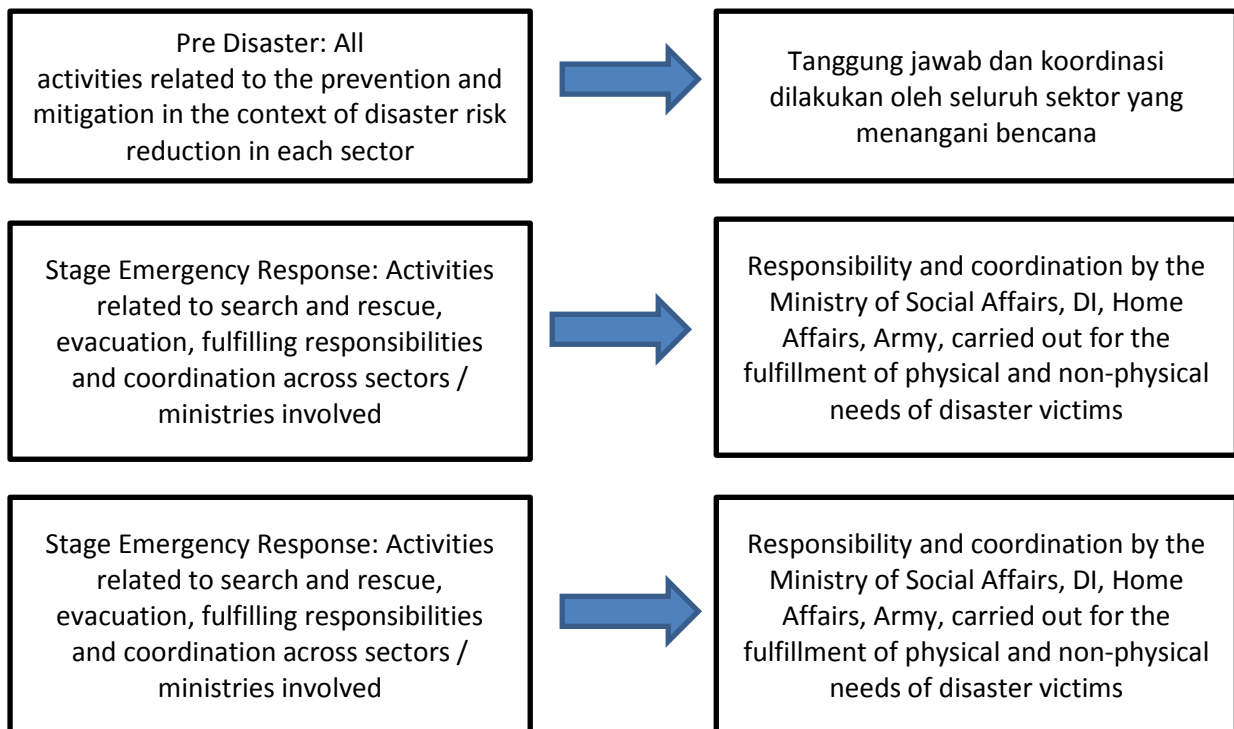 Pre Disaster: All
activities related to the prevention and
mitigation in the context of disaster risk
reduction in each sector
Tanggung jawab dan koordinasi
dilakukan oleh seluruh sektor yang
menangani bencana
Stage Emergency Response: Activities
related to search and rescue,
evacuation, fulfilling responsibilities
and coordination across sectors /
ministries involved
Responsibility and coordination by the
Ministry of Social Affairs, DI, Home
Affairs, Army, carried out for the
fulfillment of physical and non-physical
needs of disaster victims
Stage Emergency Response: Activities
related to search and rescue,
evacuation, fulfilling responsibilities
and coordination across sectors /
ministries involved
Responsibility and coordination by the
Ministry of Social Affairs, DI, Home
Affairs, Army, carried out for the
fulfillment of physical and non-physical
needs of disaster victims